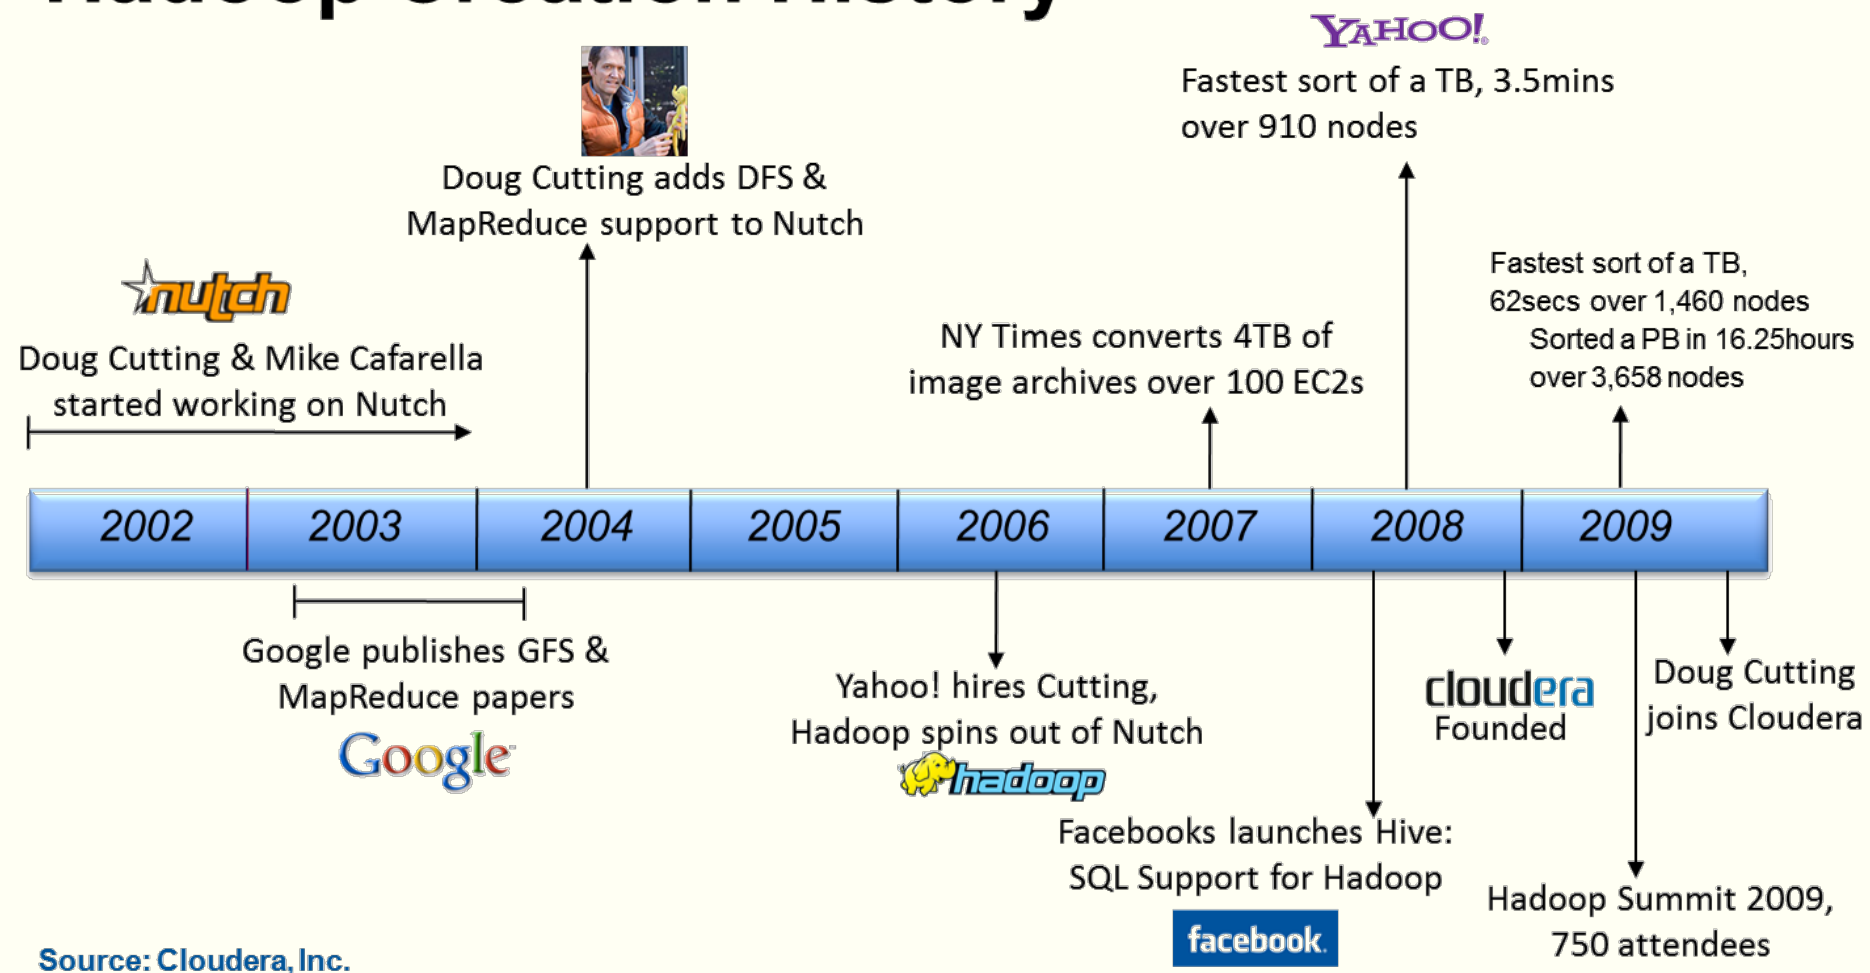 Hadoop Creation History
YAHOO!
Fastest sort of a TB, 3.5mins
over 910 nodes
Doug Cutting adds DFS &
MapReduce support to Nutch
nutch
Doug Cutting & Mike Cafarella
started working on Nutch
NY Times converts 4TB of
image archives over 100 EC2s
Fastest sort of a TB,
62secs over 1,460 nodes
Sorted a PB in 16.25hours
over 3,658 nodes
2002 2003 2004 2005 2006 2007 2008 2009
Google publishes GFS &
MapReduce papers
Google
Yahoo! hires Cutting,
Hadoop spins out of Nutch
hadoop
Facebooks launches Hive:
SQL Support for Hadoop
facebook.
cloudera
Founded
Doug Cutting
joins Cloudera
Hadoop Summit 2009,
750 attendees
Source: Cloudera, Inc.